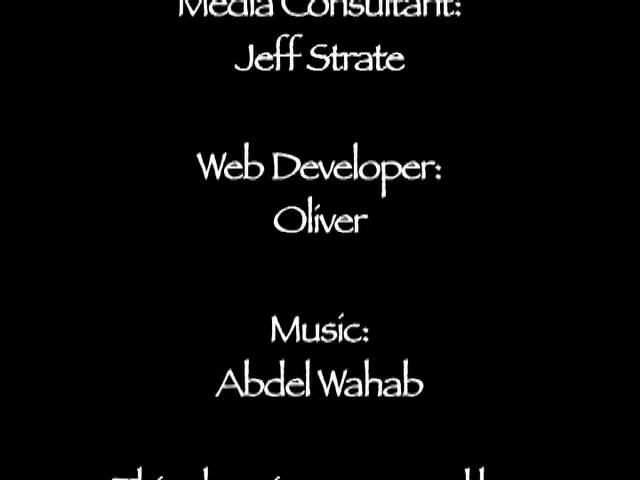 Media Consultant:
Jeff Strate
Web Developer:
Oliver
Music:
Abdel Wahab